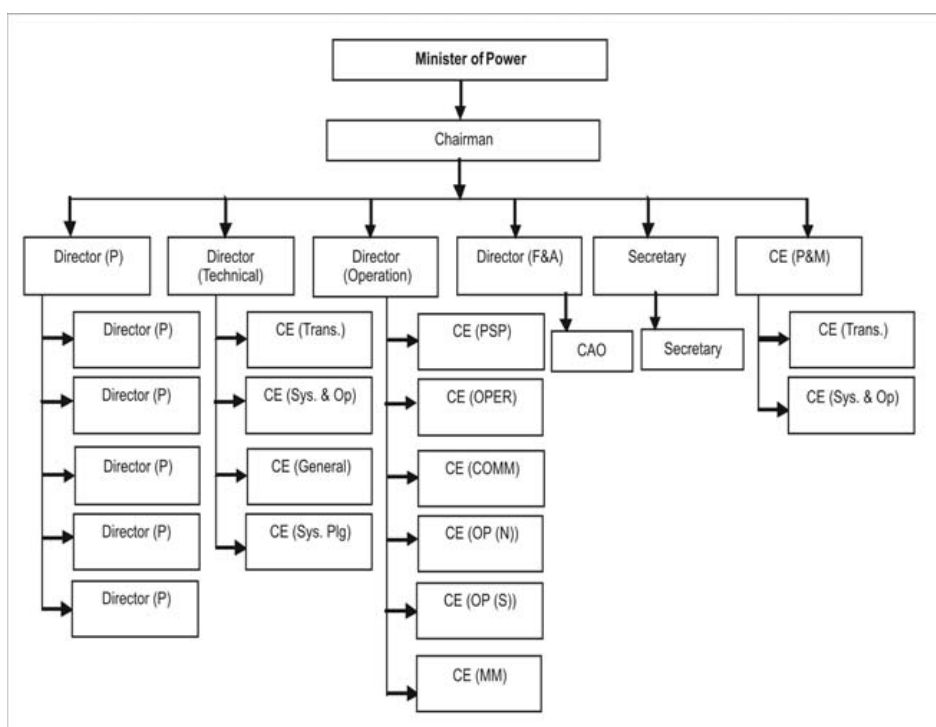 Minister of Power
Chairman
Director (P)
Director
(Technical)
Director
(Operation)
Director (F&A)
Secretary
CE (P&M)
Director (P)
Director (P)
Director (P)
Director (P)
Director (P)
CE (Trans.)
CE (Sys. & Op)
CE (General)
CE (Sys. Plg)
CE (PSP)
CE (OPER)
CE (COMM)
CE (OP (N))
CE (OP (S))
CE (MM)
CAO
Secretary
CE (Trans.)
CE (Sys. & Op)